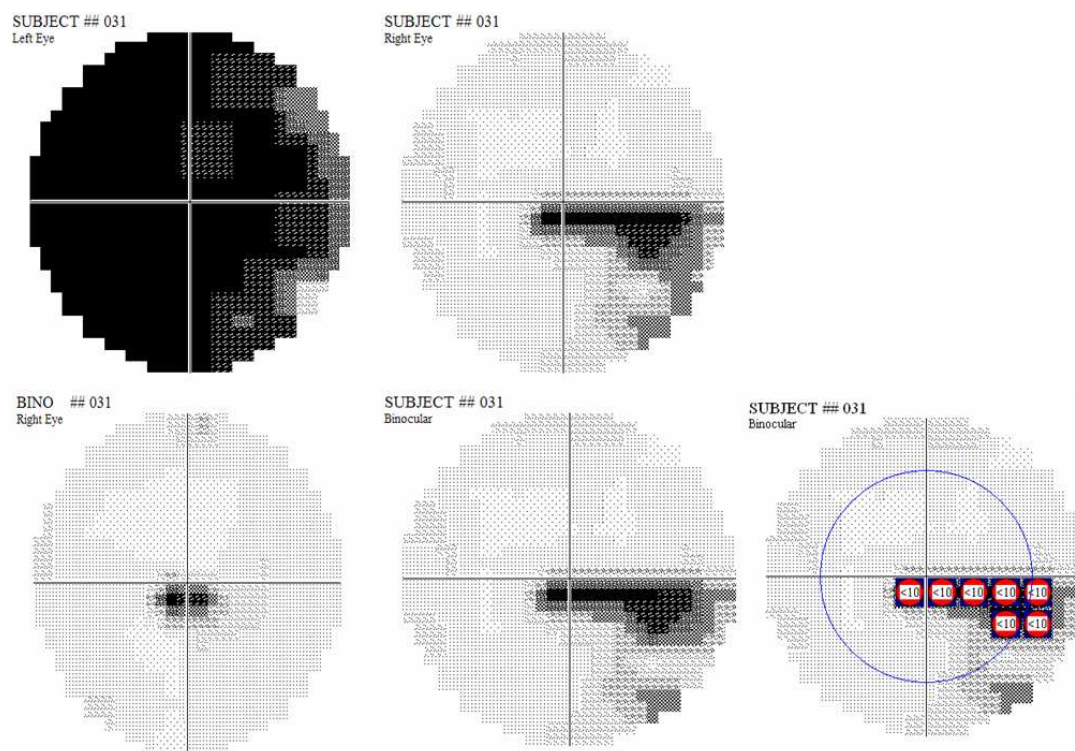 SUBJECT ## 031
Left Eye
SUBJECT ## 031
Right Eye
BINO ## 031
Right Eye
SUBJECT ## 031
Binocular
SUBJECT ## 031
Binocular
<10 <10 <10 <10 <10
<10 <10